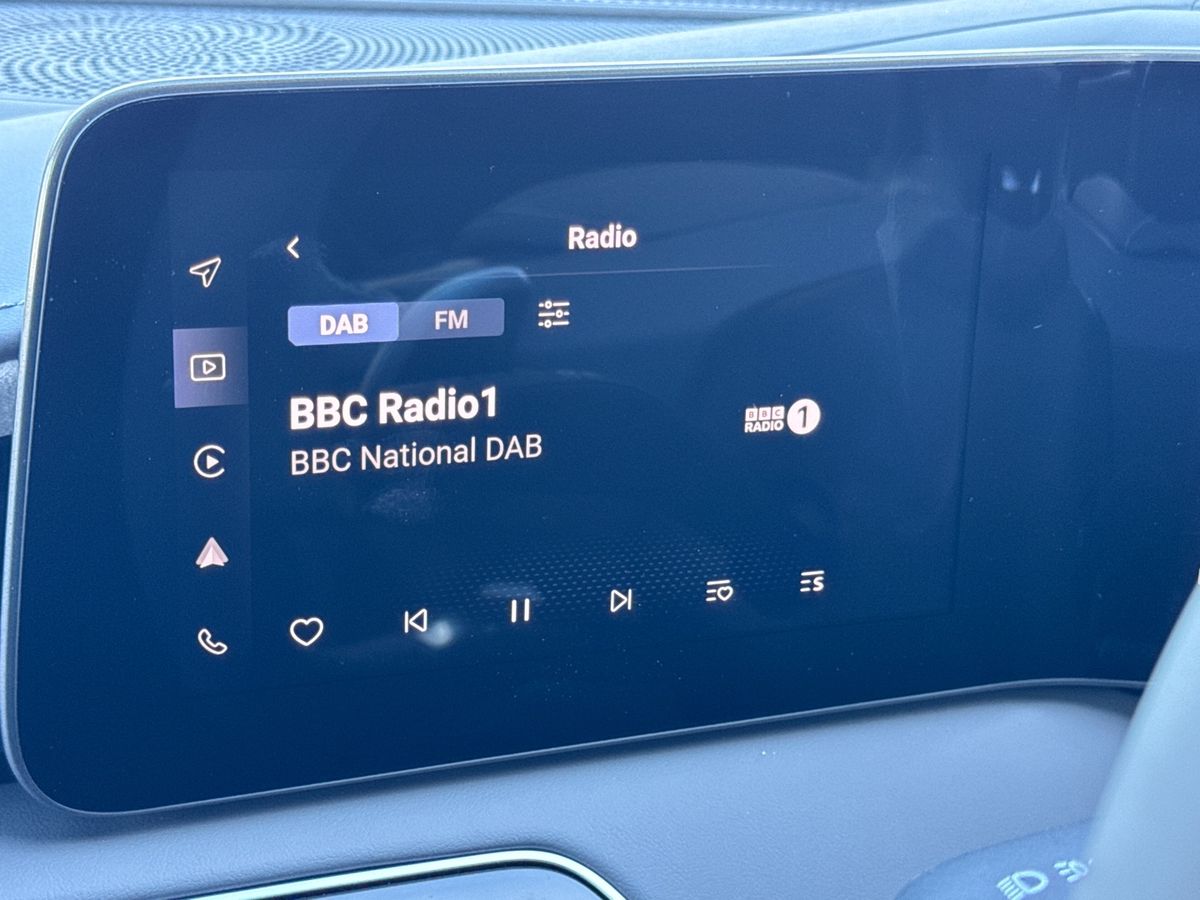 Radio
DAB FM
BBC Radio1
BBC National DAB
BBC
RADIO 1
S